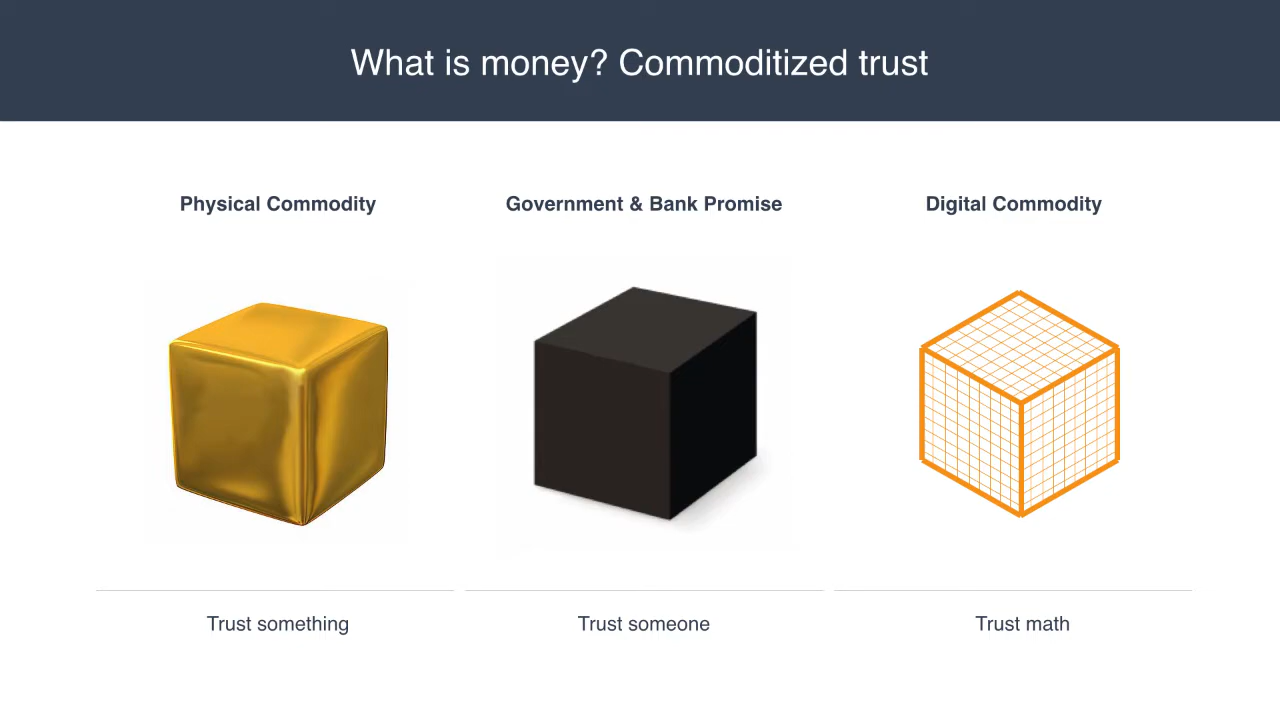 What is money? Commoditized trust
Physical Commodity
Government & Bank Promise
Digital Commodity
Trust something
Trust someone
Trust math